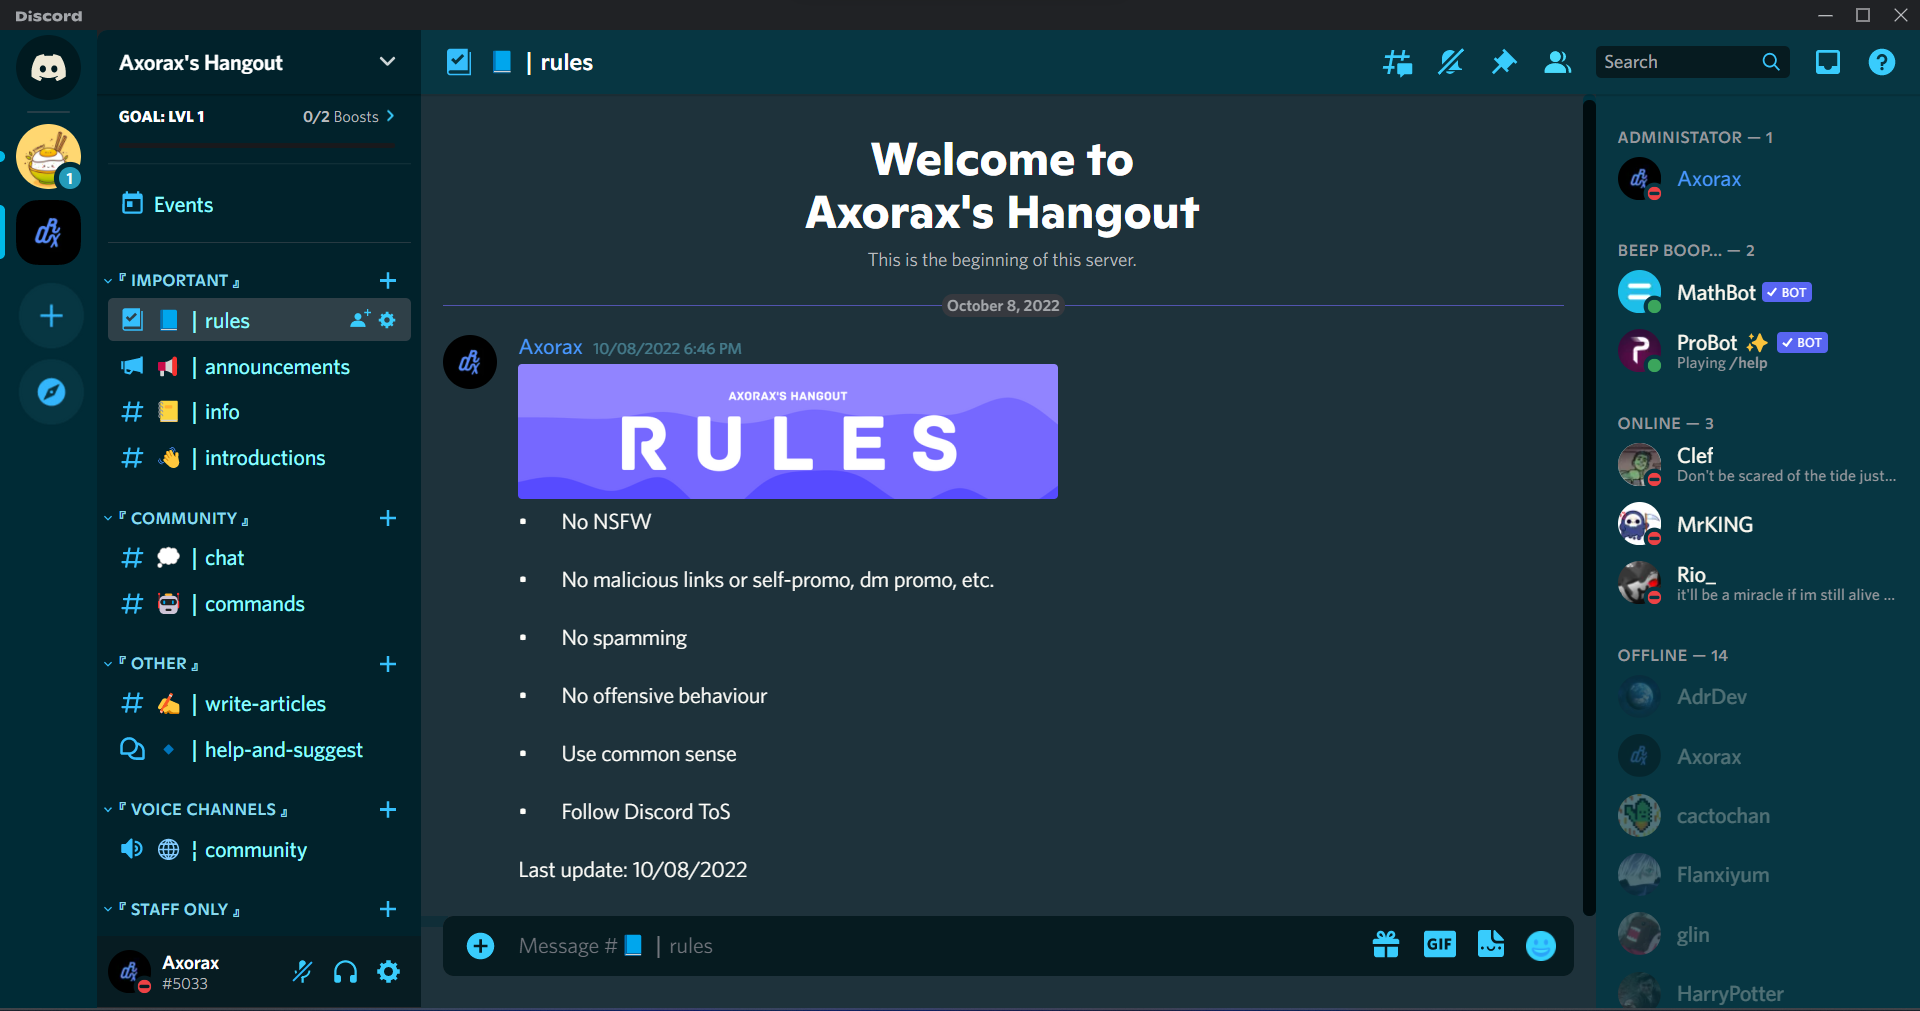 Discord
Axorax's Hangout
GOAL: LVL 1 0/2 Boosts
Events
『 IMPORTANT 』
| rules
| announcements
| info
| introductions
『 COMMUNITY 』
| chat
| commands
『 OTHER 』
| write-articles
| help-and-suggest
『 VOICE CHANNELS 』
¦ community
『 STAFF ONLY 』
Axorax
#5033
1
| rules
Search
Welcome to
Axorax's Hangout
This is the beginning of this server.
October 8, 2022
Axorax 10/08/2022 6:46 PM
AXORAX'S HANGOUT
RULES
• No NSFW
• No malicious links or self-promo, dm promo, etc.
• No spamming
• No offensive behaviour
• Use common sense
• Follow Discord ToS
Last update: 10/08/2022
Message #📘 | rules
GIF
ADMINISTATOR — 1
Axorax
BEEP BOOP... — 2
MathBot ✓ BOT
ProBot ✨ ✓ BOT
Playing /help
ONLINE — 3
Clef
Don't be scared of the tide just...
MrKING
Rio_
it'll be a miracle if im still alive ...
OFFLINE — 14
AdrDev
Axorax
cactochan
Flanxiyum
glin
HarryPotter